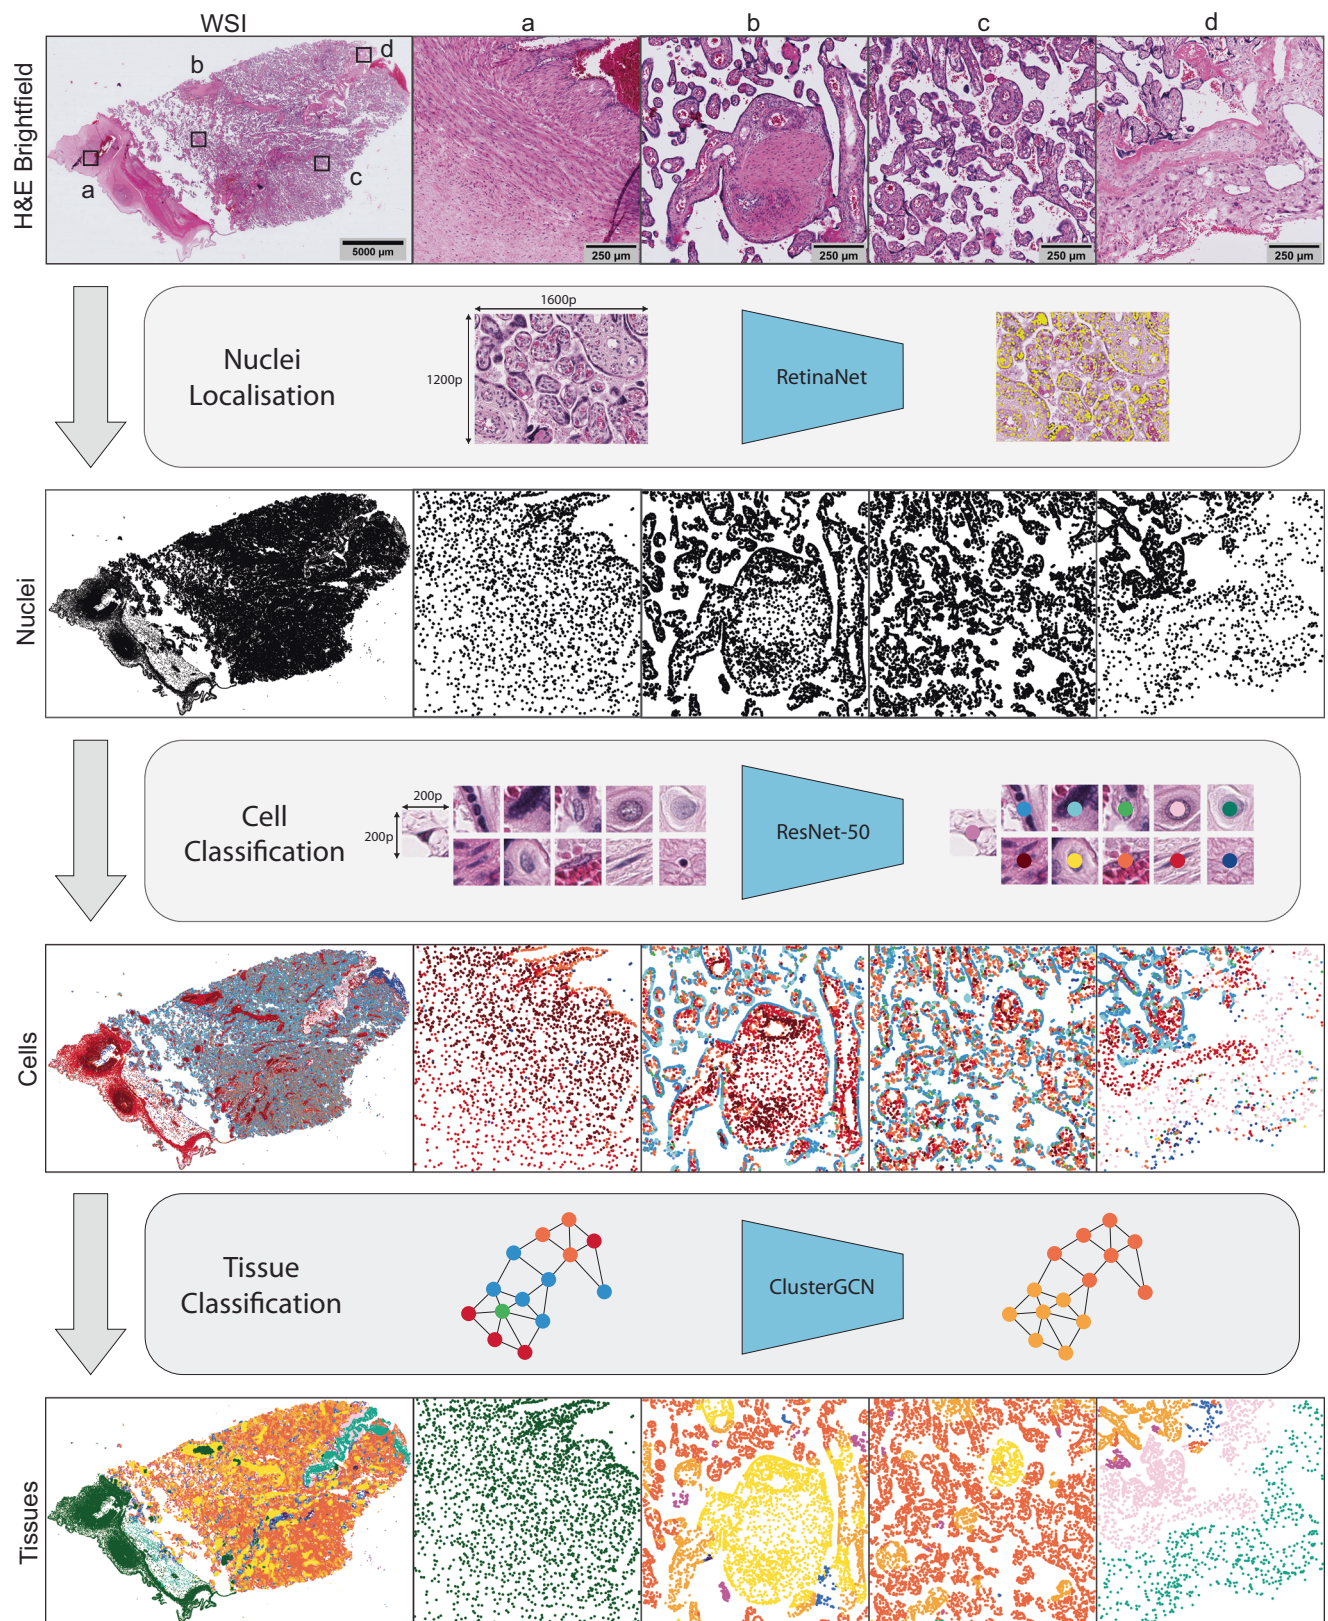 WSI
a
b
c
d
H&E Brightfield
a
b
c
d
5000 µm
250 µm
250 µm
250 µm
250 µm
Nuclei
Localisation
1600p
1200p
RetinaNet
Nuclei
Cell
Classification
200p
200p
ResNet-50
Cells
Tissue
Classification
ClusterGCN
Tissues